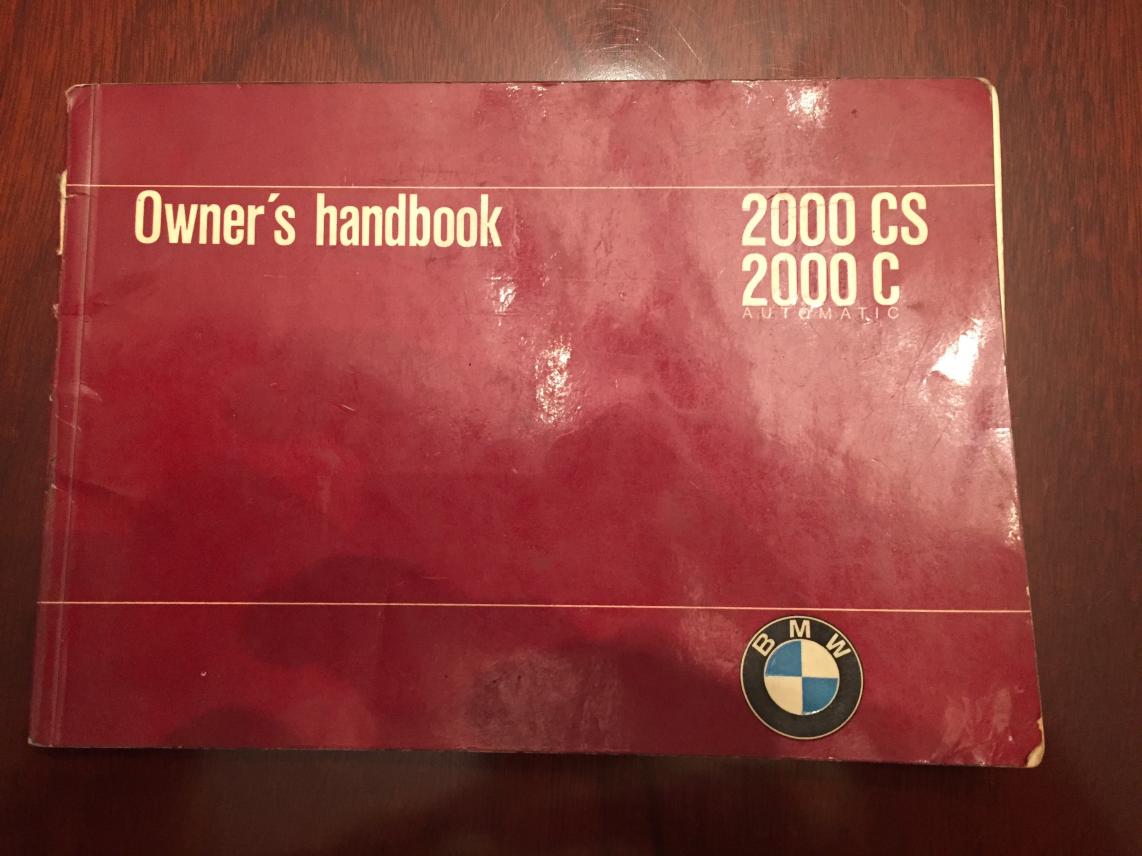 Owner's handbook
2000 CS
2000 C
AUTOMATIC
BMW